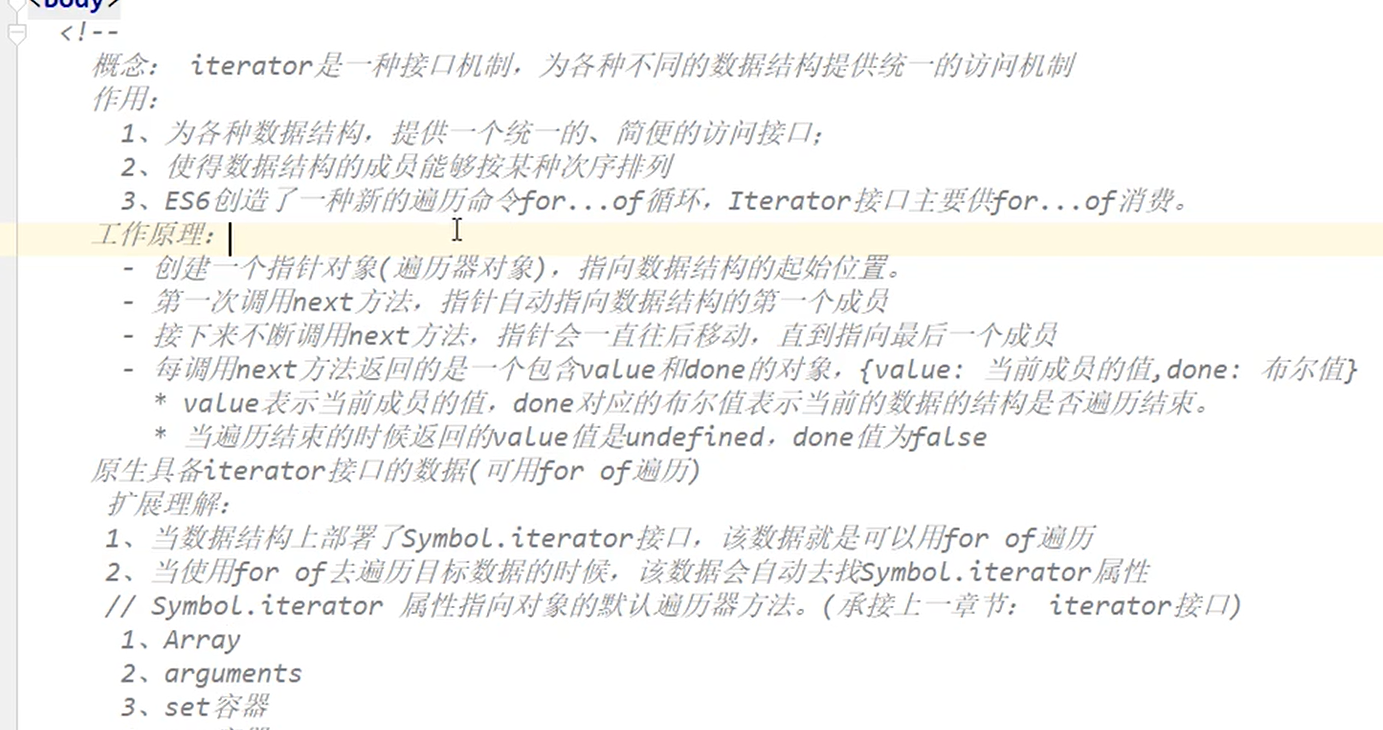 <body>
<!--
概念： iterator是一种接口机制，为各种不同的数据结构提供统一的访问机制
作用：
1、为各种数据结构，提供一个统一的、简便的访问接口；
2、使得数据结构的成员能够按某种次序排列
3、ES6创造了一种新的遍历命令for...of循环，Iterator接口主要供for...of消费。
工作原理：
- 创建一个指针对象(遍历器对象)，指向数据结构的起始位置。
- 第一次调用next方法，指针自动指向数据结构的第一个成员
- 接下来不断调用next方法，指针会一直往后移动，直到指向最后一个成员
- 每调用next方法返回的是一个包含value和done的对象，{value: 当前成员的值,done: 布尔值}
* value表示当前成员的值，done对应的布尔值表示当前的数据的结构是否遍历结束。
* 当遍历结束的时候返回的value值是undefined，done值为false
原生具备iterator接口的数据(可用for of遍历)
扩展理解：
1、当数据结构上部署了Symbol.iterator接口，该数据就是可以用for of遍历
2、当使用for of去遍历目标数据的时候，该数据会自动去找Symbol.iterator属性
// Symbol.iterator 属性指向对象的默认遍历器方法。(承接上一章节： iterator接口)
1、Array
2、arguments
3、set容器